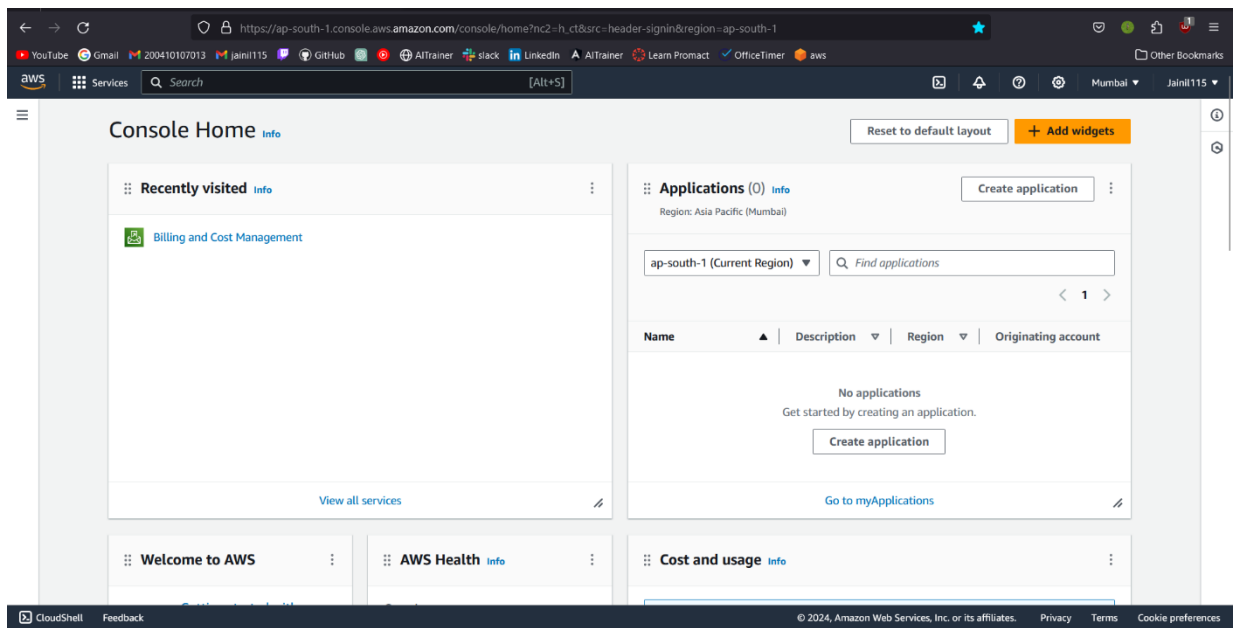 https://ap-south-1.console.aws.amazon.com/console/home?nc2=h_ct&src=header-signin&region=ap-south-1
YouTube Gmail 200410107013 jainil115 GitHub AITrainer slack LinkedIn AITrainer Learn Promact OfficeTimer aws Other Bookmarks
aws Services Search [Alt+S] Mumbai Jainil115
Console Home Info Reset to default layout + Add widgets
Recently visited Info
Billing and Cost Management
View all services
Applications (0) Info Create application
Region: Asia Pacific (Mumbai)
ap-south-1 (Current Region) Find applications
< 1 >
Name Description Region Originating account
No applications
Get started by creating an application.
Create application
Go to myApplications
Welcome to AWS AWS Health Info Cost and usage Info
CloudShell Feedback © 2024, Amazon Web Services, Inc. or its affiliates. Privacy Terms Cookie preferences